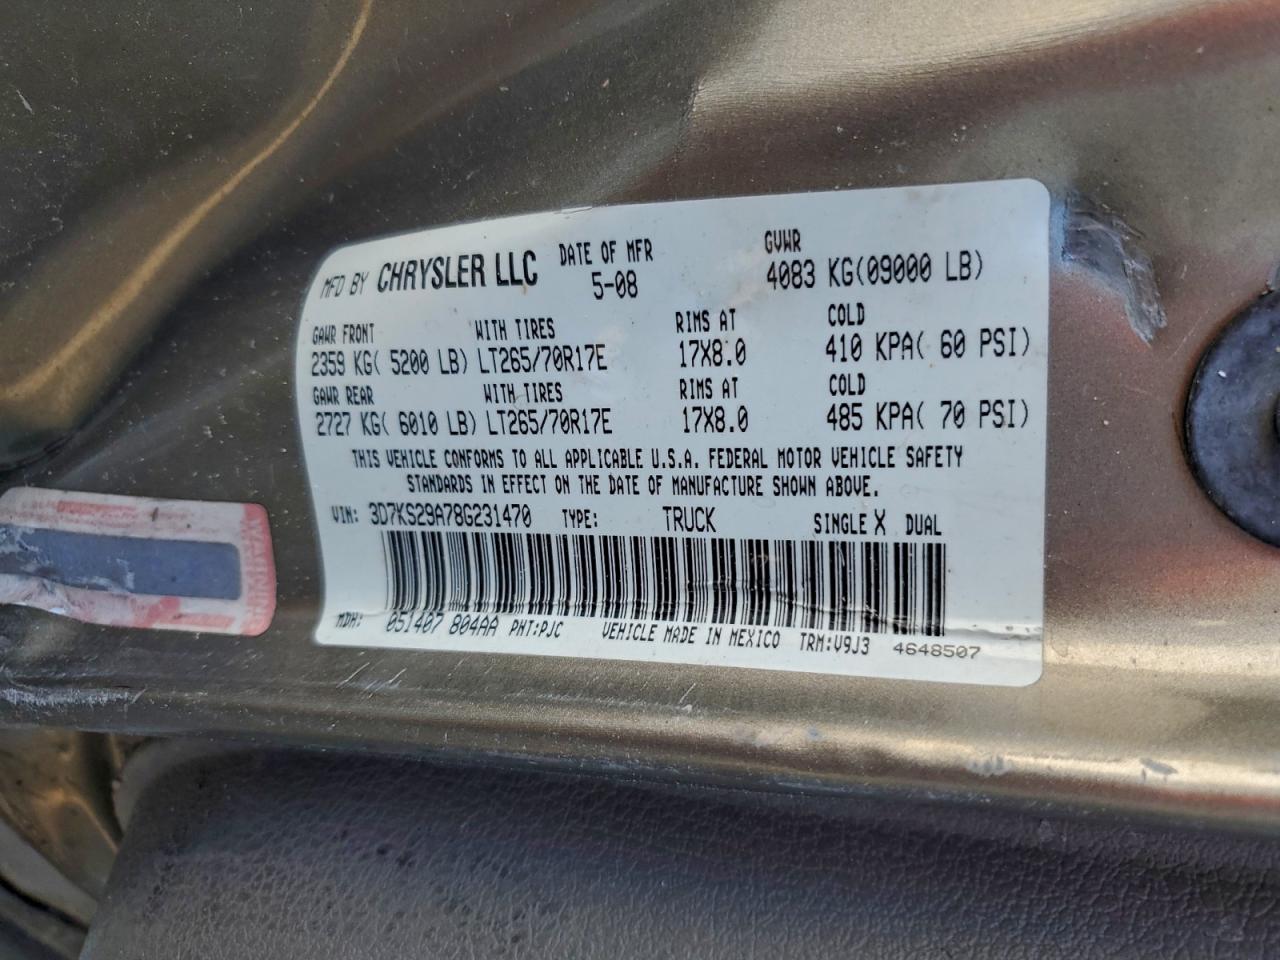 MFD BY CHRYSLER LLC DATE OF MFR 5-08 GVWR 4083 KG(09000 LB)
GAWR FRONT WITH TIRES RIMS AT COLD
2359 KG( 5200 LB) LT265/70R17E 17X8.0 410 KPA( 60 PSI)
GAWR REAR WITH TIRES RIMS AT COLD
2727 KG( 6010 LB) LT265/70R17E 17X8.0 485 KPA( 70 PSI)
THIS VEHICLE CONFORMS TO ALL APPLICABLE U.S.A. FEDERAL MOTOR VEHICLE SAFETY
STANDARDS IN EFFECT ON THE DATE OF MANUFACTURE SHOWN ABOVE.
VIN: 3D7KS29A78G231470 TYPE: TRUCK SINGLE X DUAL
MDH: 051407 804AA PNT:PJC VEHICLE MADE IN MEXICO TRM:V9J3 4648507
WARNING